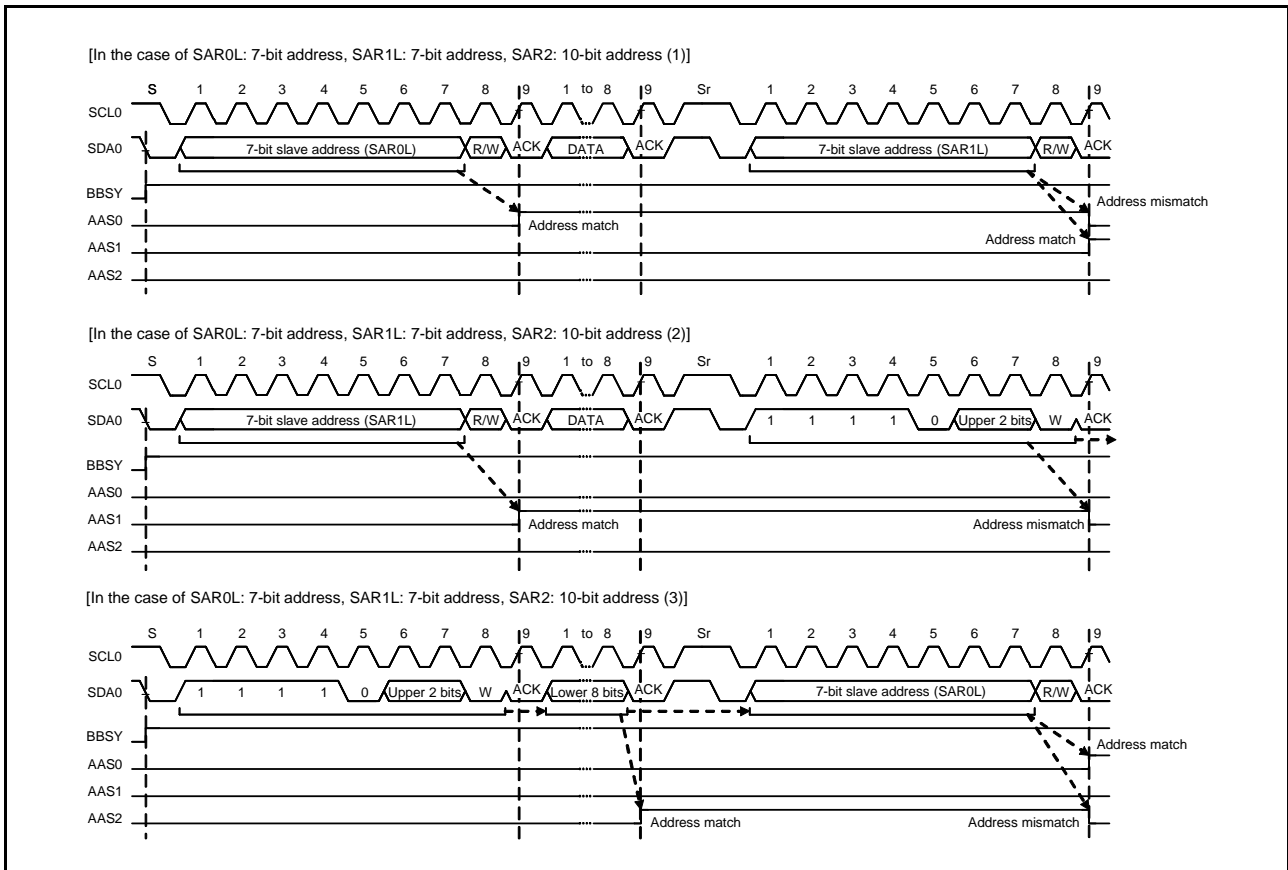 [In the case of SAR0L: 7-bit address, SAR1L: 7-bit address, SAR2: 10-bit address (1)]
S 1 2 3 4 5 6 7 8 9 1 to 8 9 Sr 1 2 3 4 5 6 7 8 9
SCL0
SDA0 7-bit slave address (SAR0L) R/W ACK DATA ACK 7-bit slave address (SAR1L) R/W ACK
BBSY
Address mismatch
AAS0 Address match
Address match
AAS1
AAS2
[In the case of SAR0L: 7-bit address, SAR1L: 7-bit address, SAR2: 10-bit address (2)]
S 1 2 3 4 5 6 7 8 9 1 to 8 9 Sr 1 2 3 4 5 6 7 8 9
SCL0
SDA0 7-bit slave address (SAR1L) R/W ACK DATA ACK 1 1 1 1 0 Upper 2 bits W ACK
BBSY
AAS0
AAS1 Address match Address mismatch
AAS2
[In the case of SAR0L: 7-bit address, SAR1L: 7-bit address, SAR2: 10-bit address (3)]
S 1 2 3 4 5 6 7 8 9 1 to 8 9 Sr 1 2 3 4 5 6 7 8 9
SCL0
SDA0 1 1 1 1 0 Upper 2 bits W ACK Lower 8 bits ACK 7-bit slave address (SAR0L) R/W ACK
BBSY
Address match
AAS0
AAS1
AAS2 Address match Address mismatch